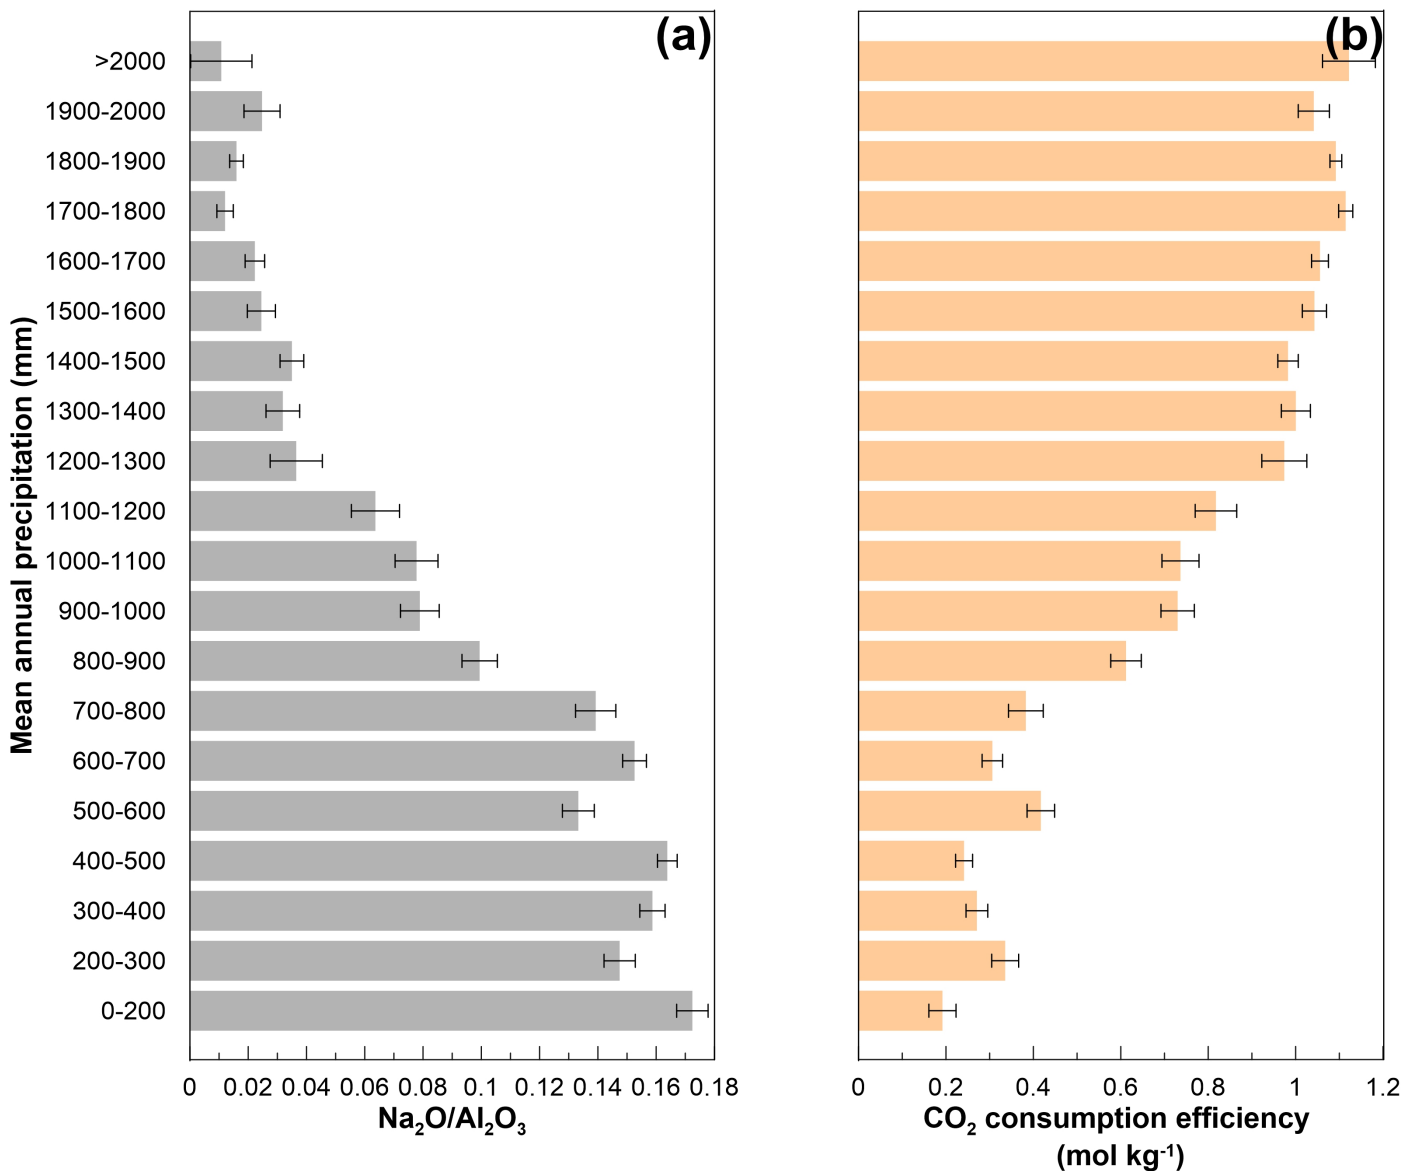 (a)
(b)
Mean annual precipitation (mm)
>2000
1900-2000
1800-1900
1700-1800
1600-1700
1500-1600
1400-1500
1300-1400
1200-1300
1100-1200
1000-1100
900-1000
800-900
700-800
600-700
500-600
400-500
300-400
200-300
0-200
0 0.02 0.04 0.06 0.08 0.1 0.12 0.14 0.16 0.18
Na₂O/Al₂O₃
0 0.2 0.4 0.6 0.8 1 1.2
CO₂ consumption efficiency
(mol kg⁻¹)